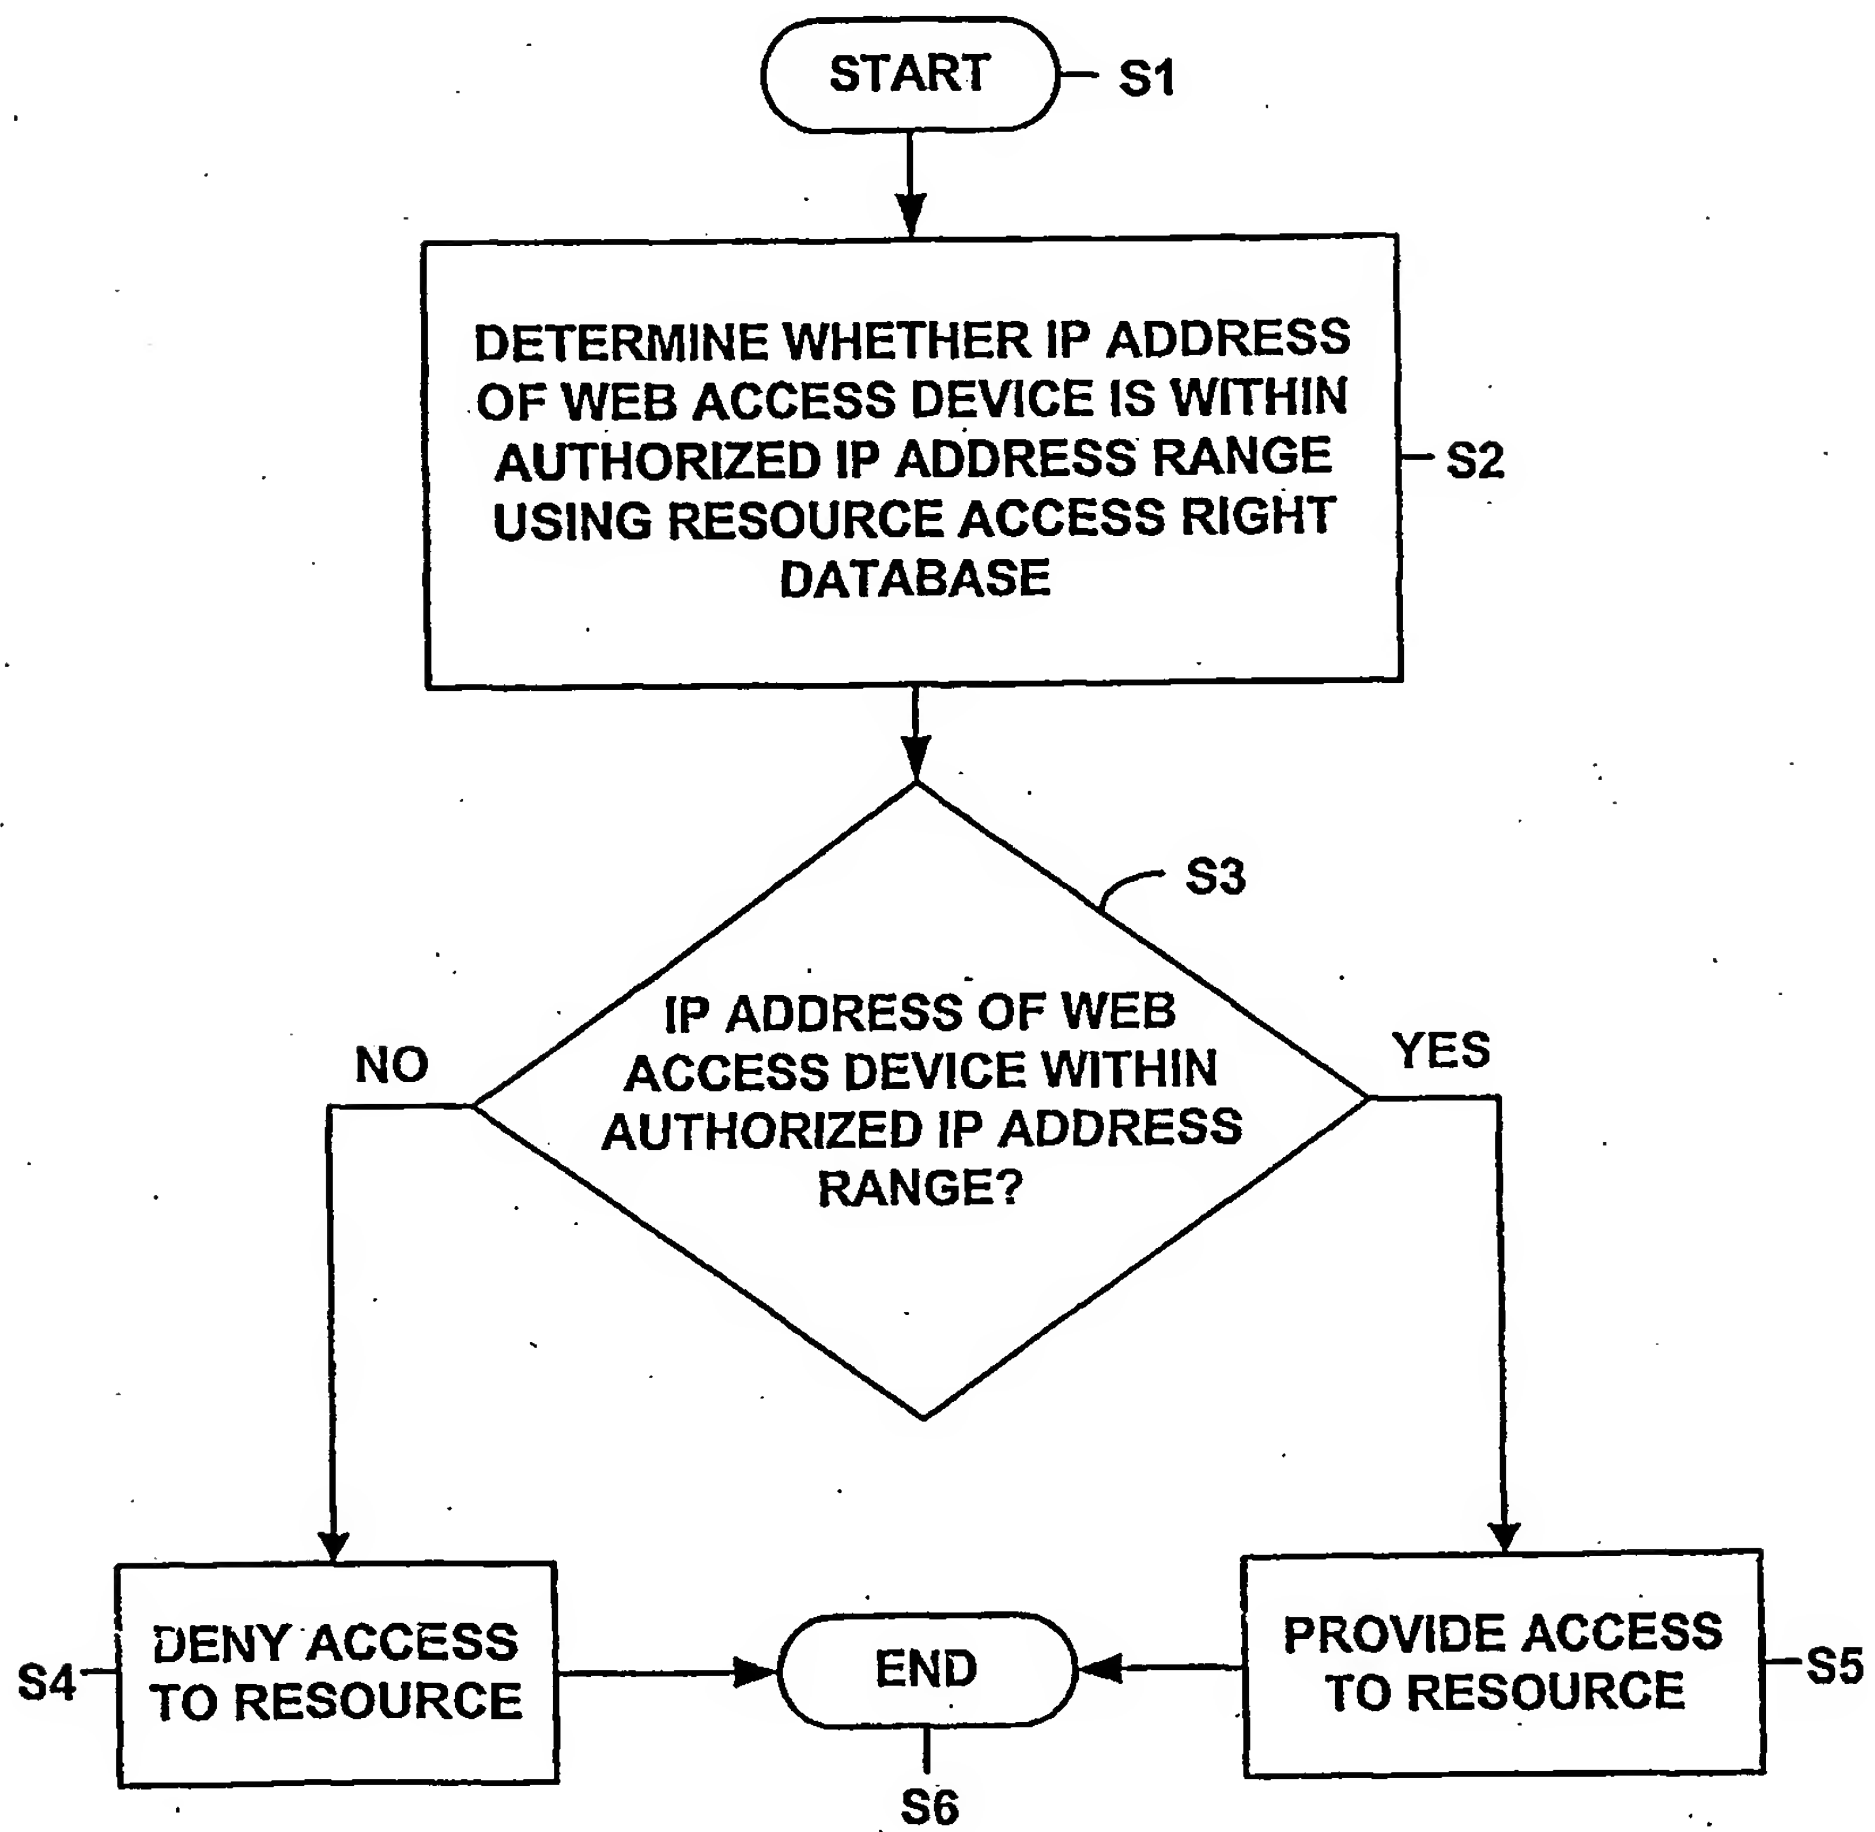 START
S1
DETERMINE WHETHER IP ADDRESS
OF WEB ACCESS DEVICE IS WITHIN
AUTHORIZED IP ADDRESS RANGE
USING RESOURCE ACCESS RIGHT
DATABASE
S2
S3
IP ADDRESS OF WEB
ACCESS DEVICE WITHIN
AUTHORIZED IP ADDRESS
RANGE?
NO
YES
DENY ACCESS
TO RESOURCE
S4
END
S6
PROVIDE ACCESS
TO RESOURCE
S5